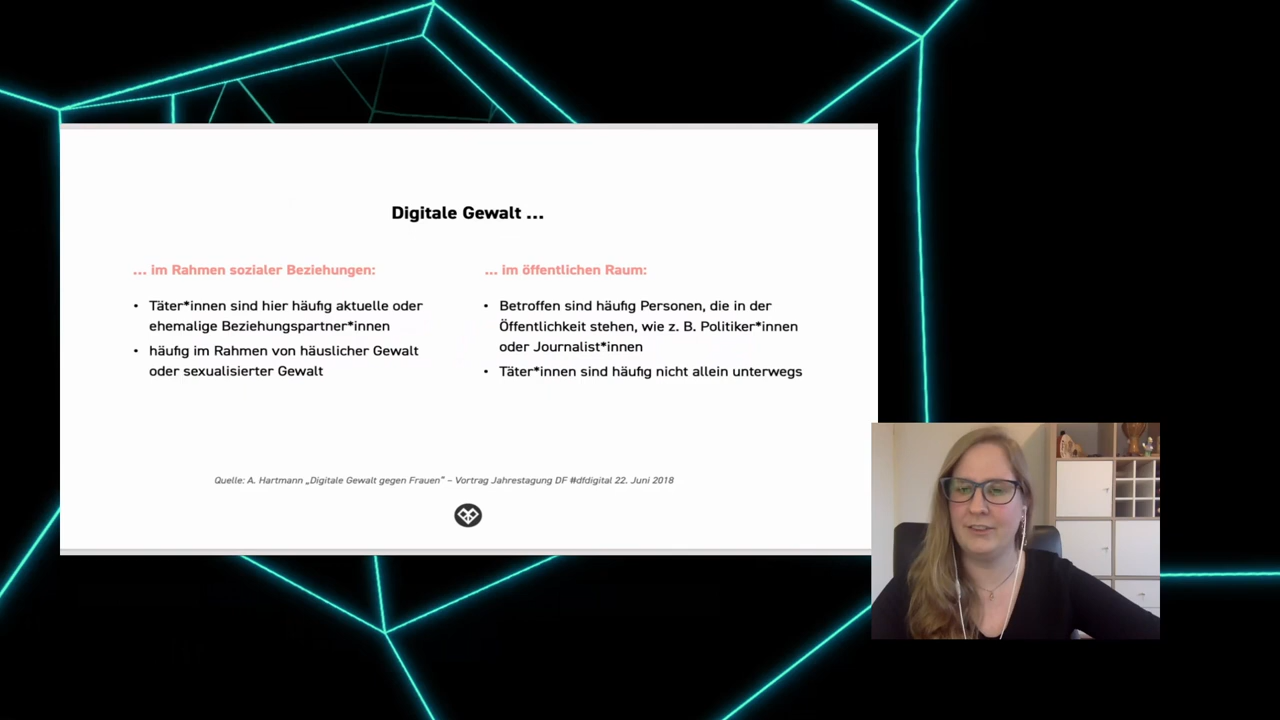 Digitale Gewalt ...
... im Rahmen sozialer Beziehungen:
• Täter*innen sind hier häufig aktuelle oder
ehemalige Beziehungspartner*innen
• häufig im Rahmen von häuslicher Gewalt
oder sexualisierter Gewalt
... im öffentlichen Raum:
• Betroffen sind häufig Personen, die in der
Öffentlichkeit stehen, wie z. B. Politiker*innen
oder Journalist*innen
• Täter*innen sind häufig nicht allein unterwegs
Quelle: A. Hartmann „Digitale Gewalt gegen Frauen“ – Vortrag Jahrestagung DF #dfdigital 22. Juni 2018